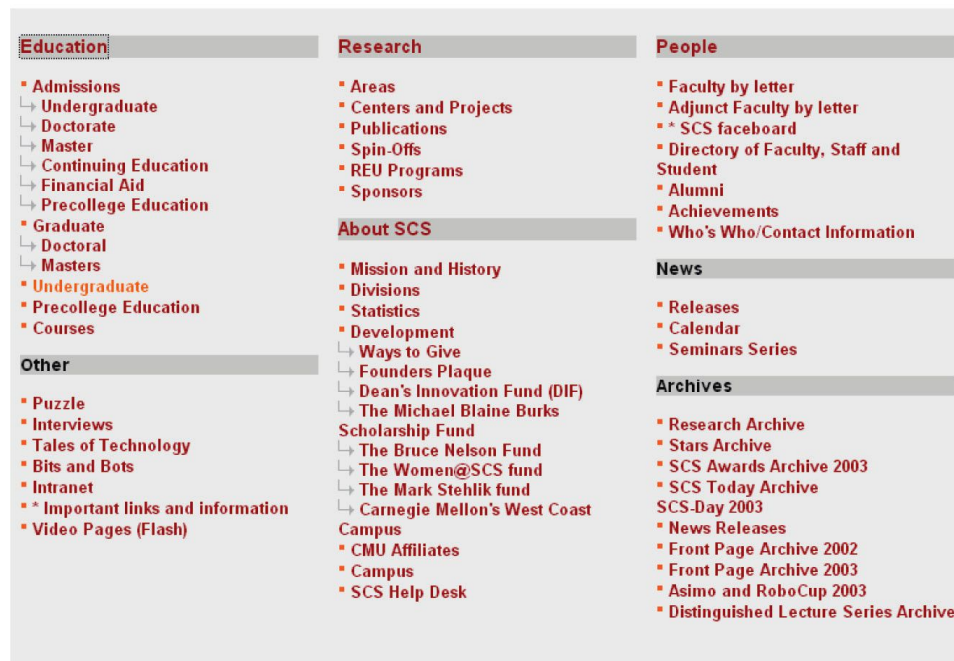 Education
Admissions
Undergraduate
Doctorate
Master
Continuing Education
Financial Aid
Precollege Education
Graduate
Doctoral
Masters
Undergraduate
Precollege Education
Courses
Other
Puzzle
Interviews
Tales of Technology
Bits and Bots
Intranet
* Important links and information
Video Pages (Flash)
Research
Areas
Centers and Projects
Publications
Spin-Offs
REU Programs
Sponsors
About SCS
Mission and History
Divisions
Statistics
Development
Ways to Give
Founders Plaque
Dean's Innovation Fund (DIF)
The Michael Blaine Burks
Scholarship Fund
The Bruce Nelson Fund
The Women@SCS fund
The Mark Stehlik fund
Carnegie Mellon's West Coast
Campus
CMU Affiliates
Campus
SCS Help Desk
People
Faculty by letter
Adjunct Faculty by letter
* SCS faceboard
Directory of Faculty, Staff and
Student
Alumni
Achievements
Who's Who/Contact Information
News
Releases
Calendar
Seminars Series
Archives
Research Archive
Stars Archive
SCS Awards Archive 2003
SCS Today Archive
SCS-Day 2003
News Releases
Front Page Archive 2002
Front Page Archive 2003
Asimo and RoboCup 2003
Distinguished Lecture Series Archive